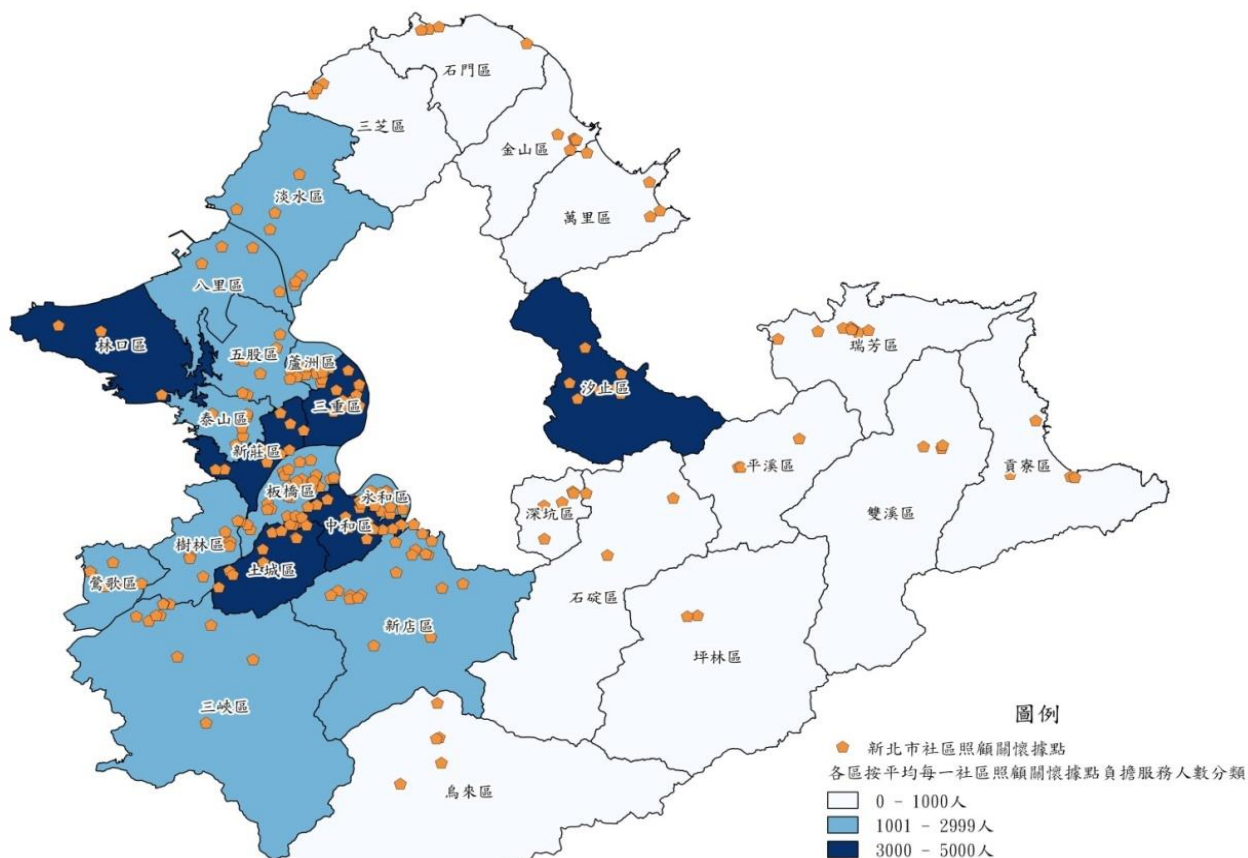 石門區
三芝區
金山區
淡水區
萬里區
八里區
林口區
五股區
蘆洲區
瑞芳區
汐止區
三重區
泰山區
新莊區
平溪區
貢寮區
板橋區
永和區
深坑區
雙溪區
中和區
樹林區
土城區
鶯歌區
石碇區
新店區
坪林區
三峽區
烏來區
圖例
新北市社區照顧關懷據點
各區按平均每一社區照顧關懷據點負擔服務人數分類
0 - 1000人
1001 - 2999人
3000 - 5000人